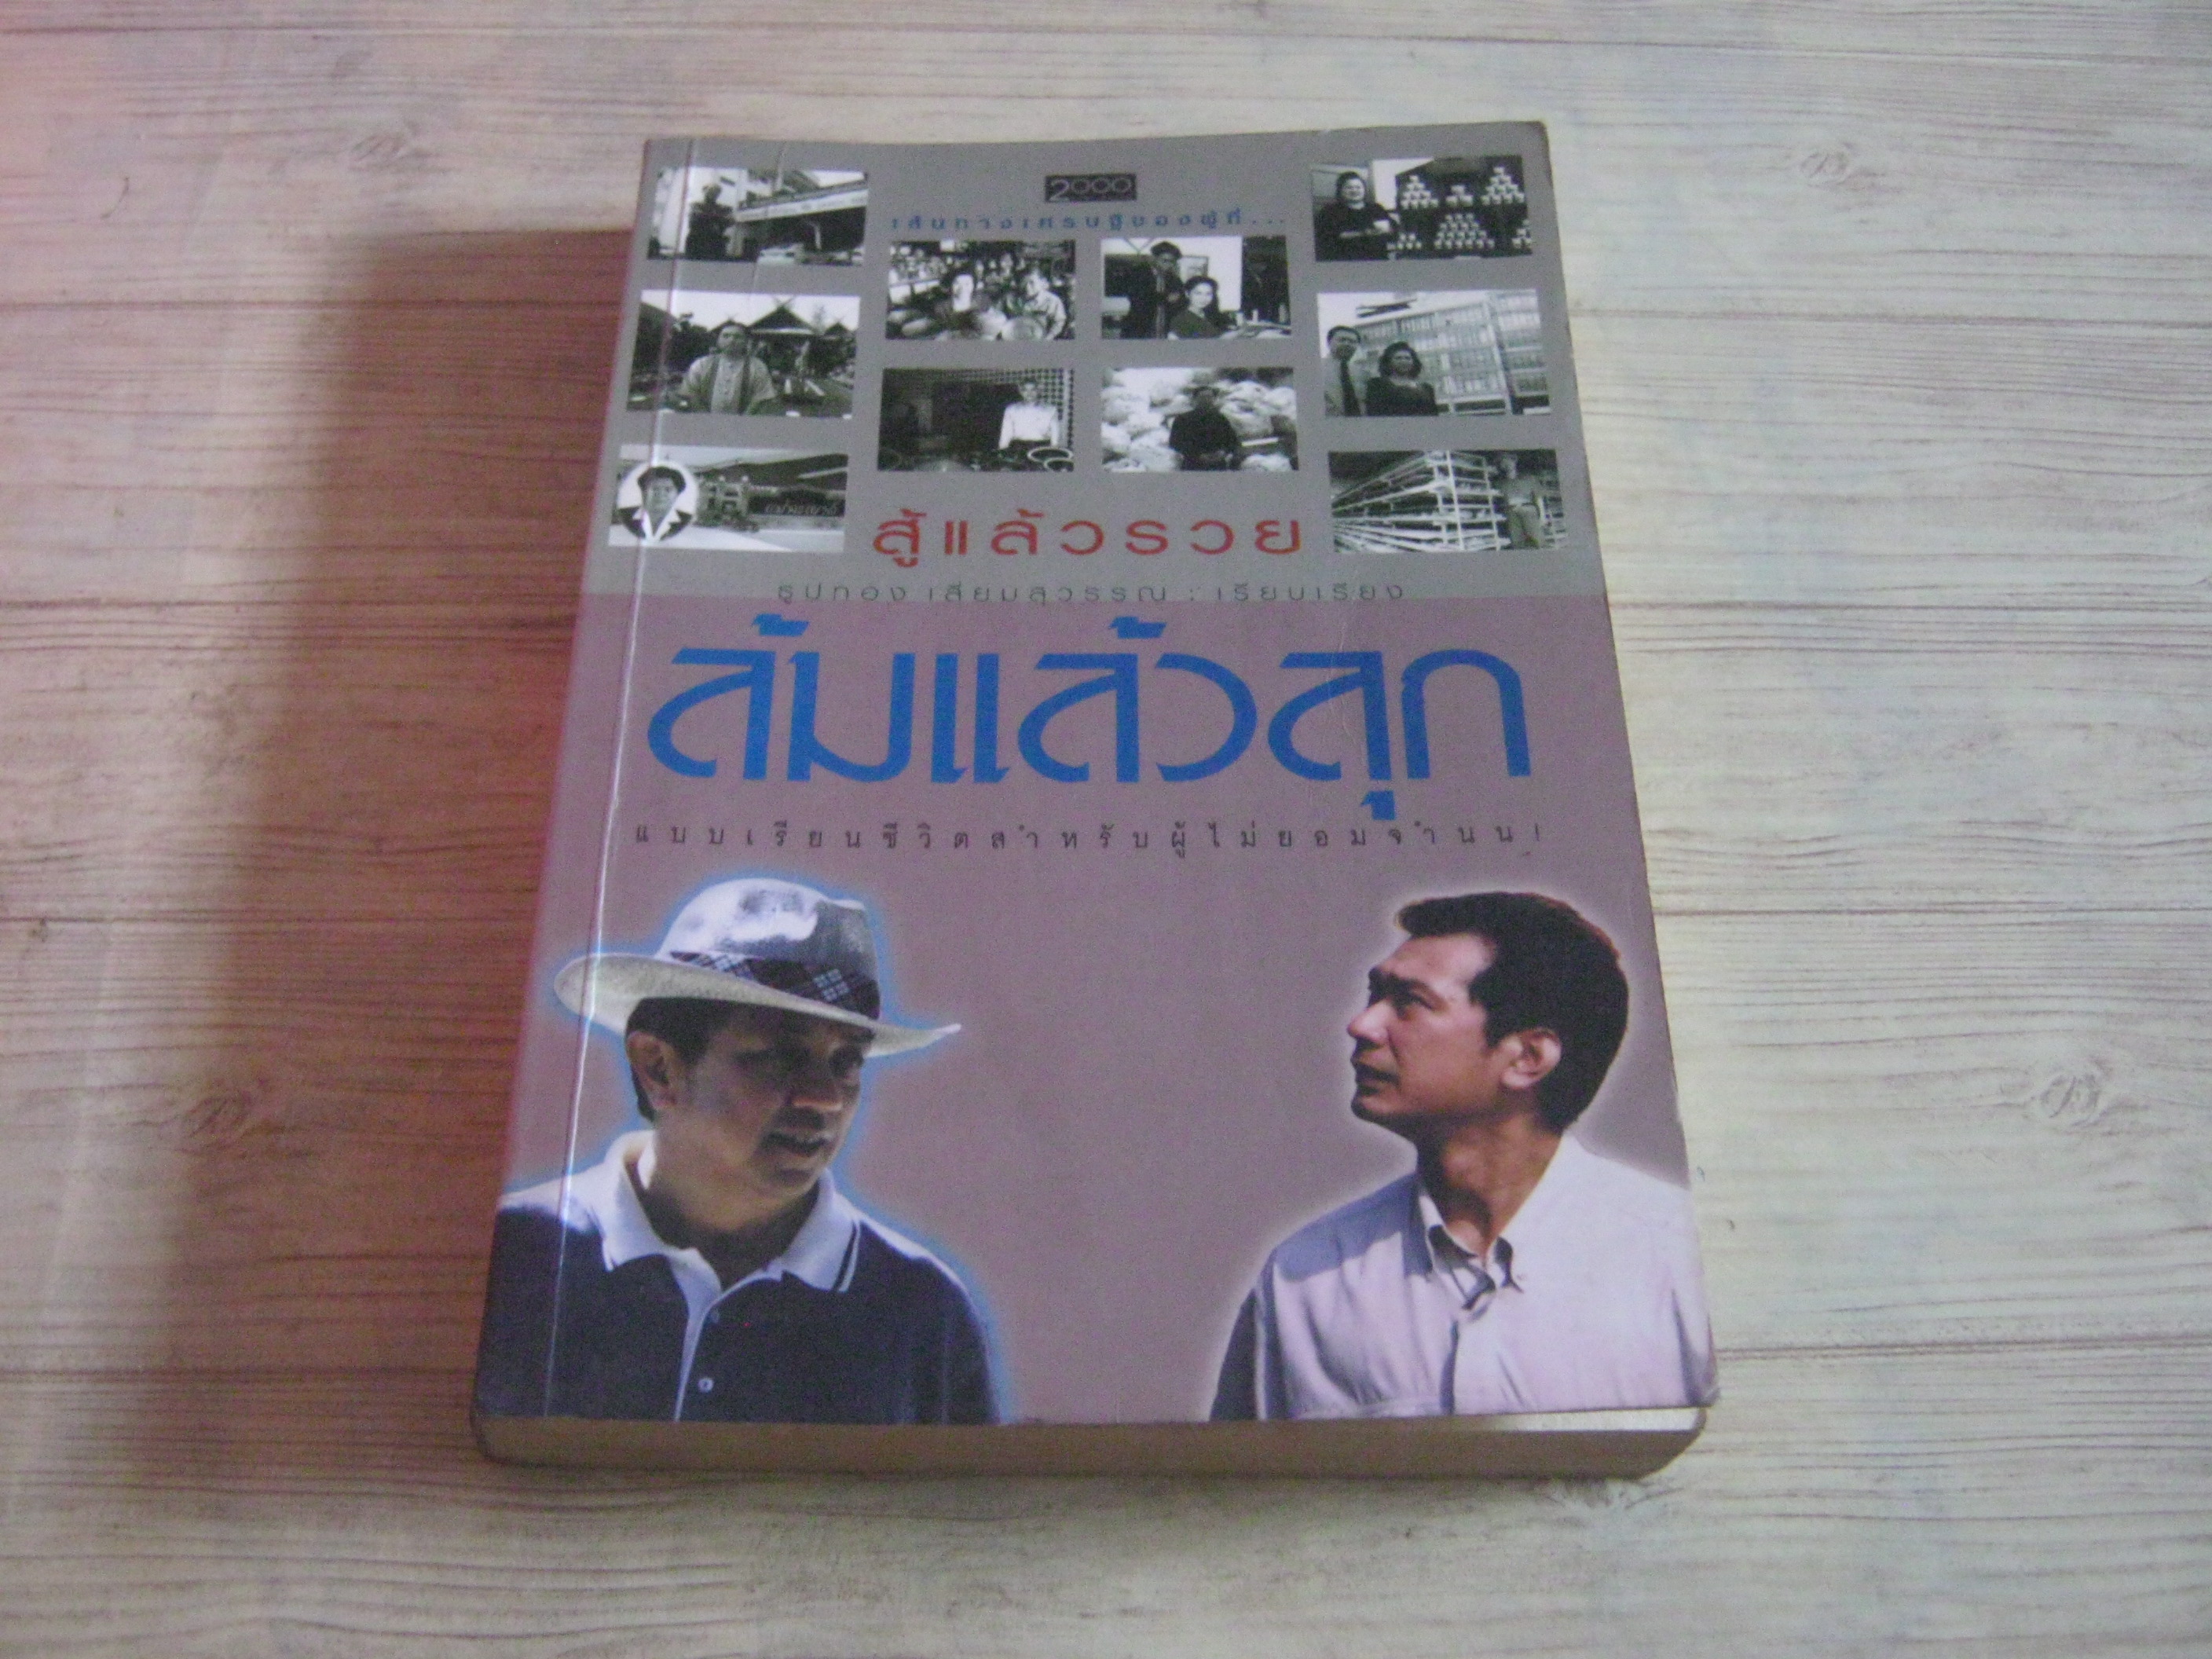 2000
เส้นทางเศรษฐีของผู้ที่...
สู้แล้วรวย
ธูปทอง เสียมสุวรรณ : เรียบเรียง
ล้มแล้วลุก
แบบเรียนชีวิตสำหรับผู้ไม่ยอมจำนน!